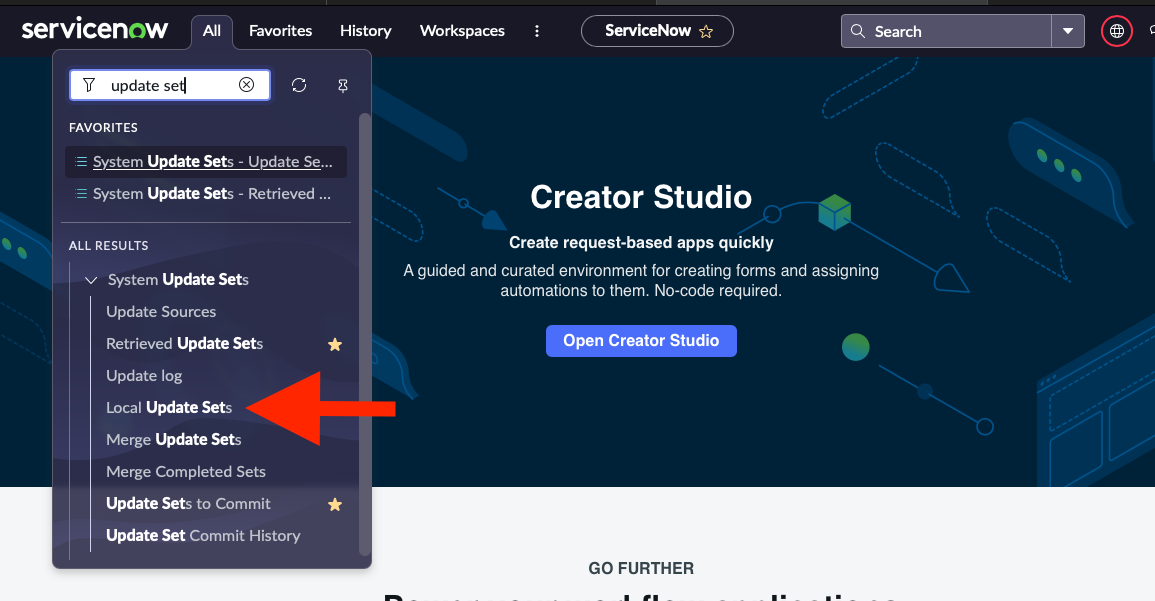 servicenow
All
Favorites
History
Workspaces
ServiceNow
Search
update set
FAVORITES
System Update Sets - Update Se...
System Update Sets - Retrieved ...
ALL RESULTS
System Update Sets
Update Sources
Retrieved Update Sets
Update log
Local Update Sets
Merge Update Sets
Merge Completed Sets
Update Sets to Commit
Update Set Commit History
Creator Studio
Create request-based apps quickly
A guided and curated environment for creating forms and assigning
automations to them. No-code required.
Open Creator Studio
GO FURTHER